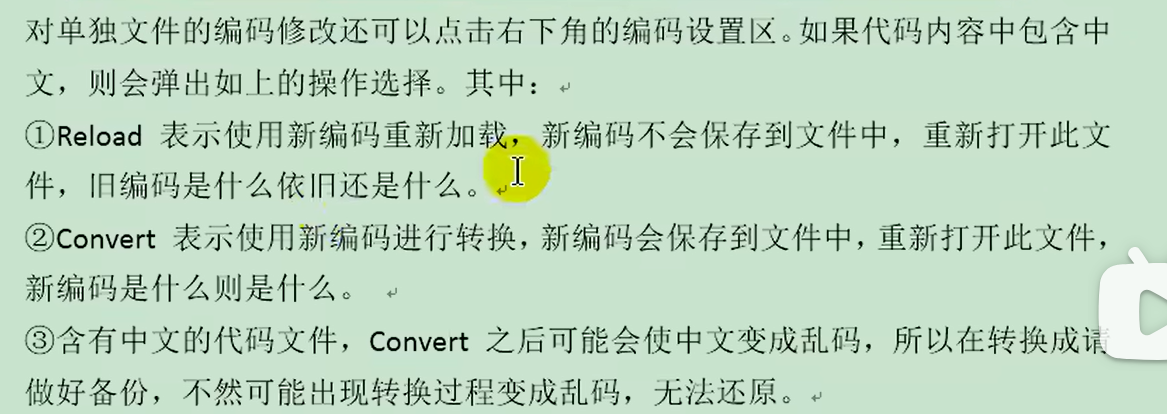 对单独文件的编码修改还可以点击右下角的编码设置区。如果代码内容中包含中
文，则会弹出如上的操作选择。其中：
①Reload 表示使用新编码重新加载，新编码不会保存到文件中，重新打开此文
件，旧编码是什么依旧还是什么。
②Convert 表示使用新编码进行转换，新编码会保存到文件中，重新打开此文件，
新编码是什么则是什么。
③含有中文的代码文件，Convert 之后可能会使中文变成乱码，所以在转换成请
做好备份，不然可能出现转换过程变成乱码，无法还原。